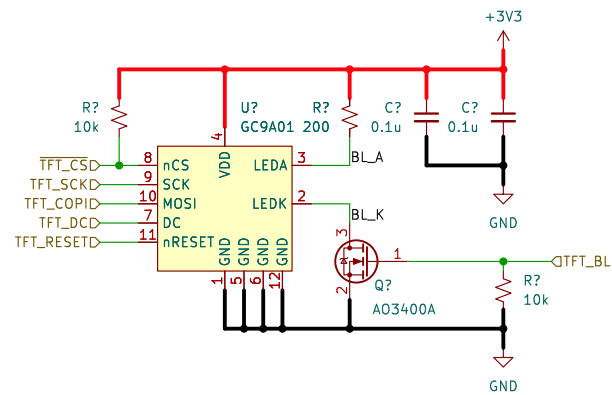 +3V3
R?
10k
U?
GC9A01
R?
200
C?
0.1u
C?
0.1u
4
VDD
TFT_CS
8
nCS
LEDA
3
BL_A
TFT_SCK
9
SCK
TFT_COPI
10
MOSI
LEDK
2
BL_K
TFT_DC
7
DC
TFT_RESET
11
nRESET
GND
GND
GND
GND
1
5
6
12
GND
3
1
2
Q?
AO3400A
TFT_BL
R?
10k
GND